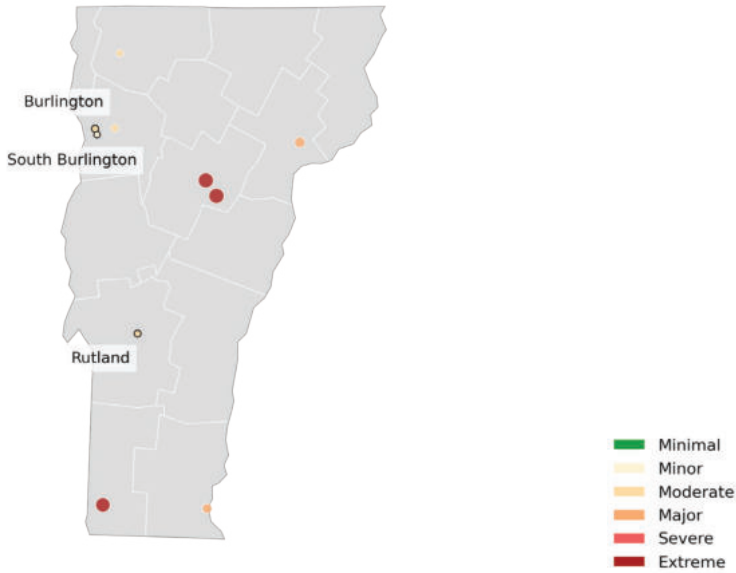 Burlington
South Burlington
Rutland
Minimal
Minor
Moderate
Major
Severe
Extreme